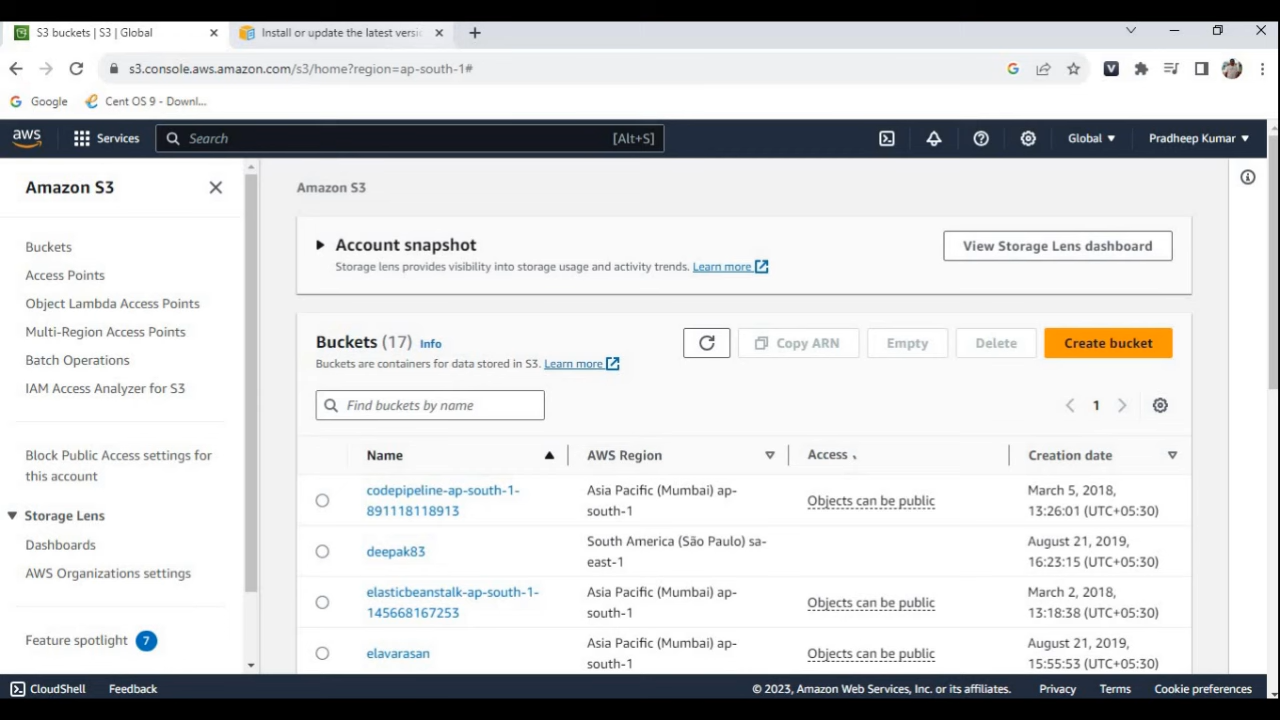 S3 buckets | S3 | Global
Install or update the latest versi
s3.console.aws.amazon.com/s3/home?region=ap-south-1#
Google
Cent OS 9 - Downl...
aws
Services
Search
[Alt+S]
Global
Pradheep Kumar
Amazon S3
Buckets
Access Points
Object Lambda Access Points
Multi-Region Access Points
Batch Operations
IAM Access Analyzer for S3
Block Public Access settings for
this account
Storage Lens
Dashboards
AWS Organizations settings
Feature spotlight 7
Amazon S3
Account snapshot
Storage lens provides visibility into storage usage and activity trends. Learn more
View Storage Lens dashboard
Buckets (17) Info
Buckets are containers for data stored in S3. Learn more
Copy ARN
Empty
Delete
Create bucket
Find buckets by name
1
Name
AWS Region
Access
Creation date
codepipeline-ap-south-1-
891118118913
Asia Pacific (Mumbai) ap-
south-1
Objects can be public
March 5, 2018,
13:26:01 (UTC+05:30)
deepak83
South America (São Paulo) sa-
east-1
August 21, 2019,
16:23:15 (UTC+05:30)
elasticbeanstalk-ap-south-1-
145668167253
Asia Pacific (Mumbai) ap-
south-1
Objects can be public
March 2, 2018,
13:18:38 (UTC+05:30)
elavarasan
Asia Pacific (Mumbai) ap-
south-1
Objects can be public
August 21, 2019,
15:55:53 (UTC+05:30)
CloudShell
Feedback
© 2023, Amazon Web Services, Inc. or its affiliates.
Privacy
Terms
Cookie preferences